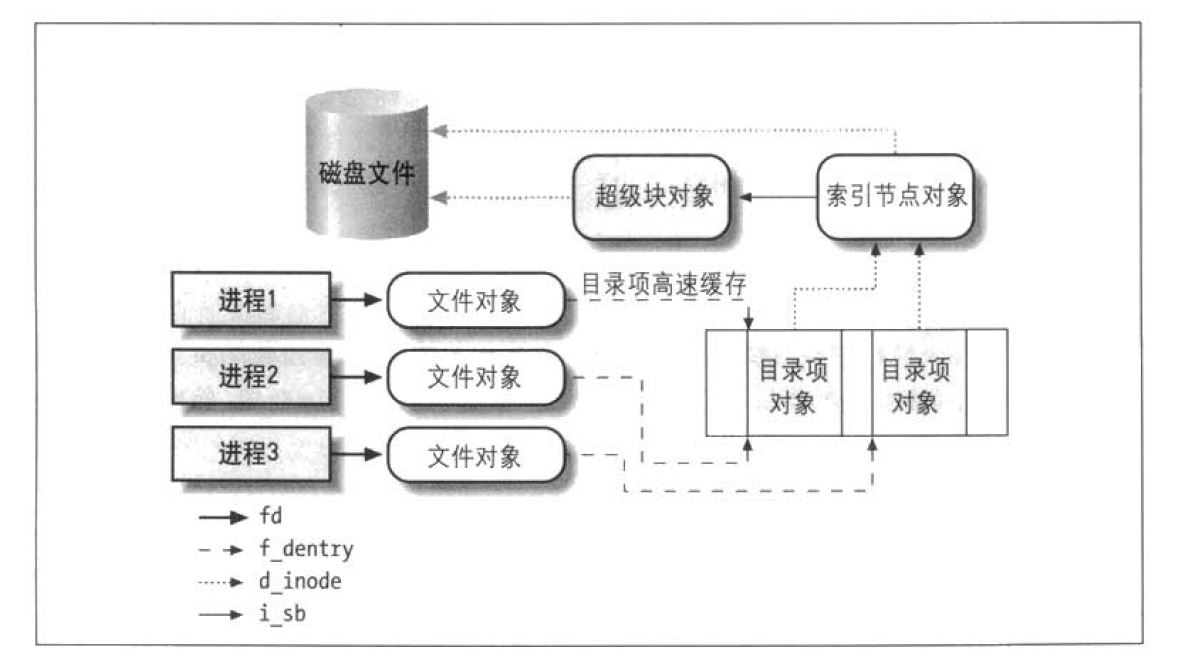 磁盘文件
超级块对象
索引节点对象
进程1
文件对象
目录项高速缓存
进程2
文件对象
目录项
对象
目录项
对象
进程3
文件对象
fd
f_dentry
d_inode
i_sb